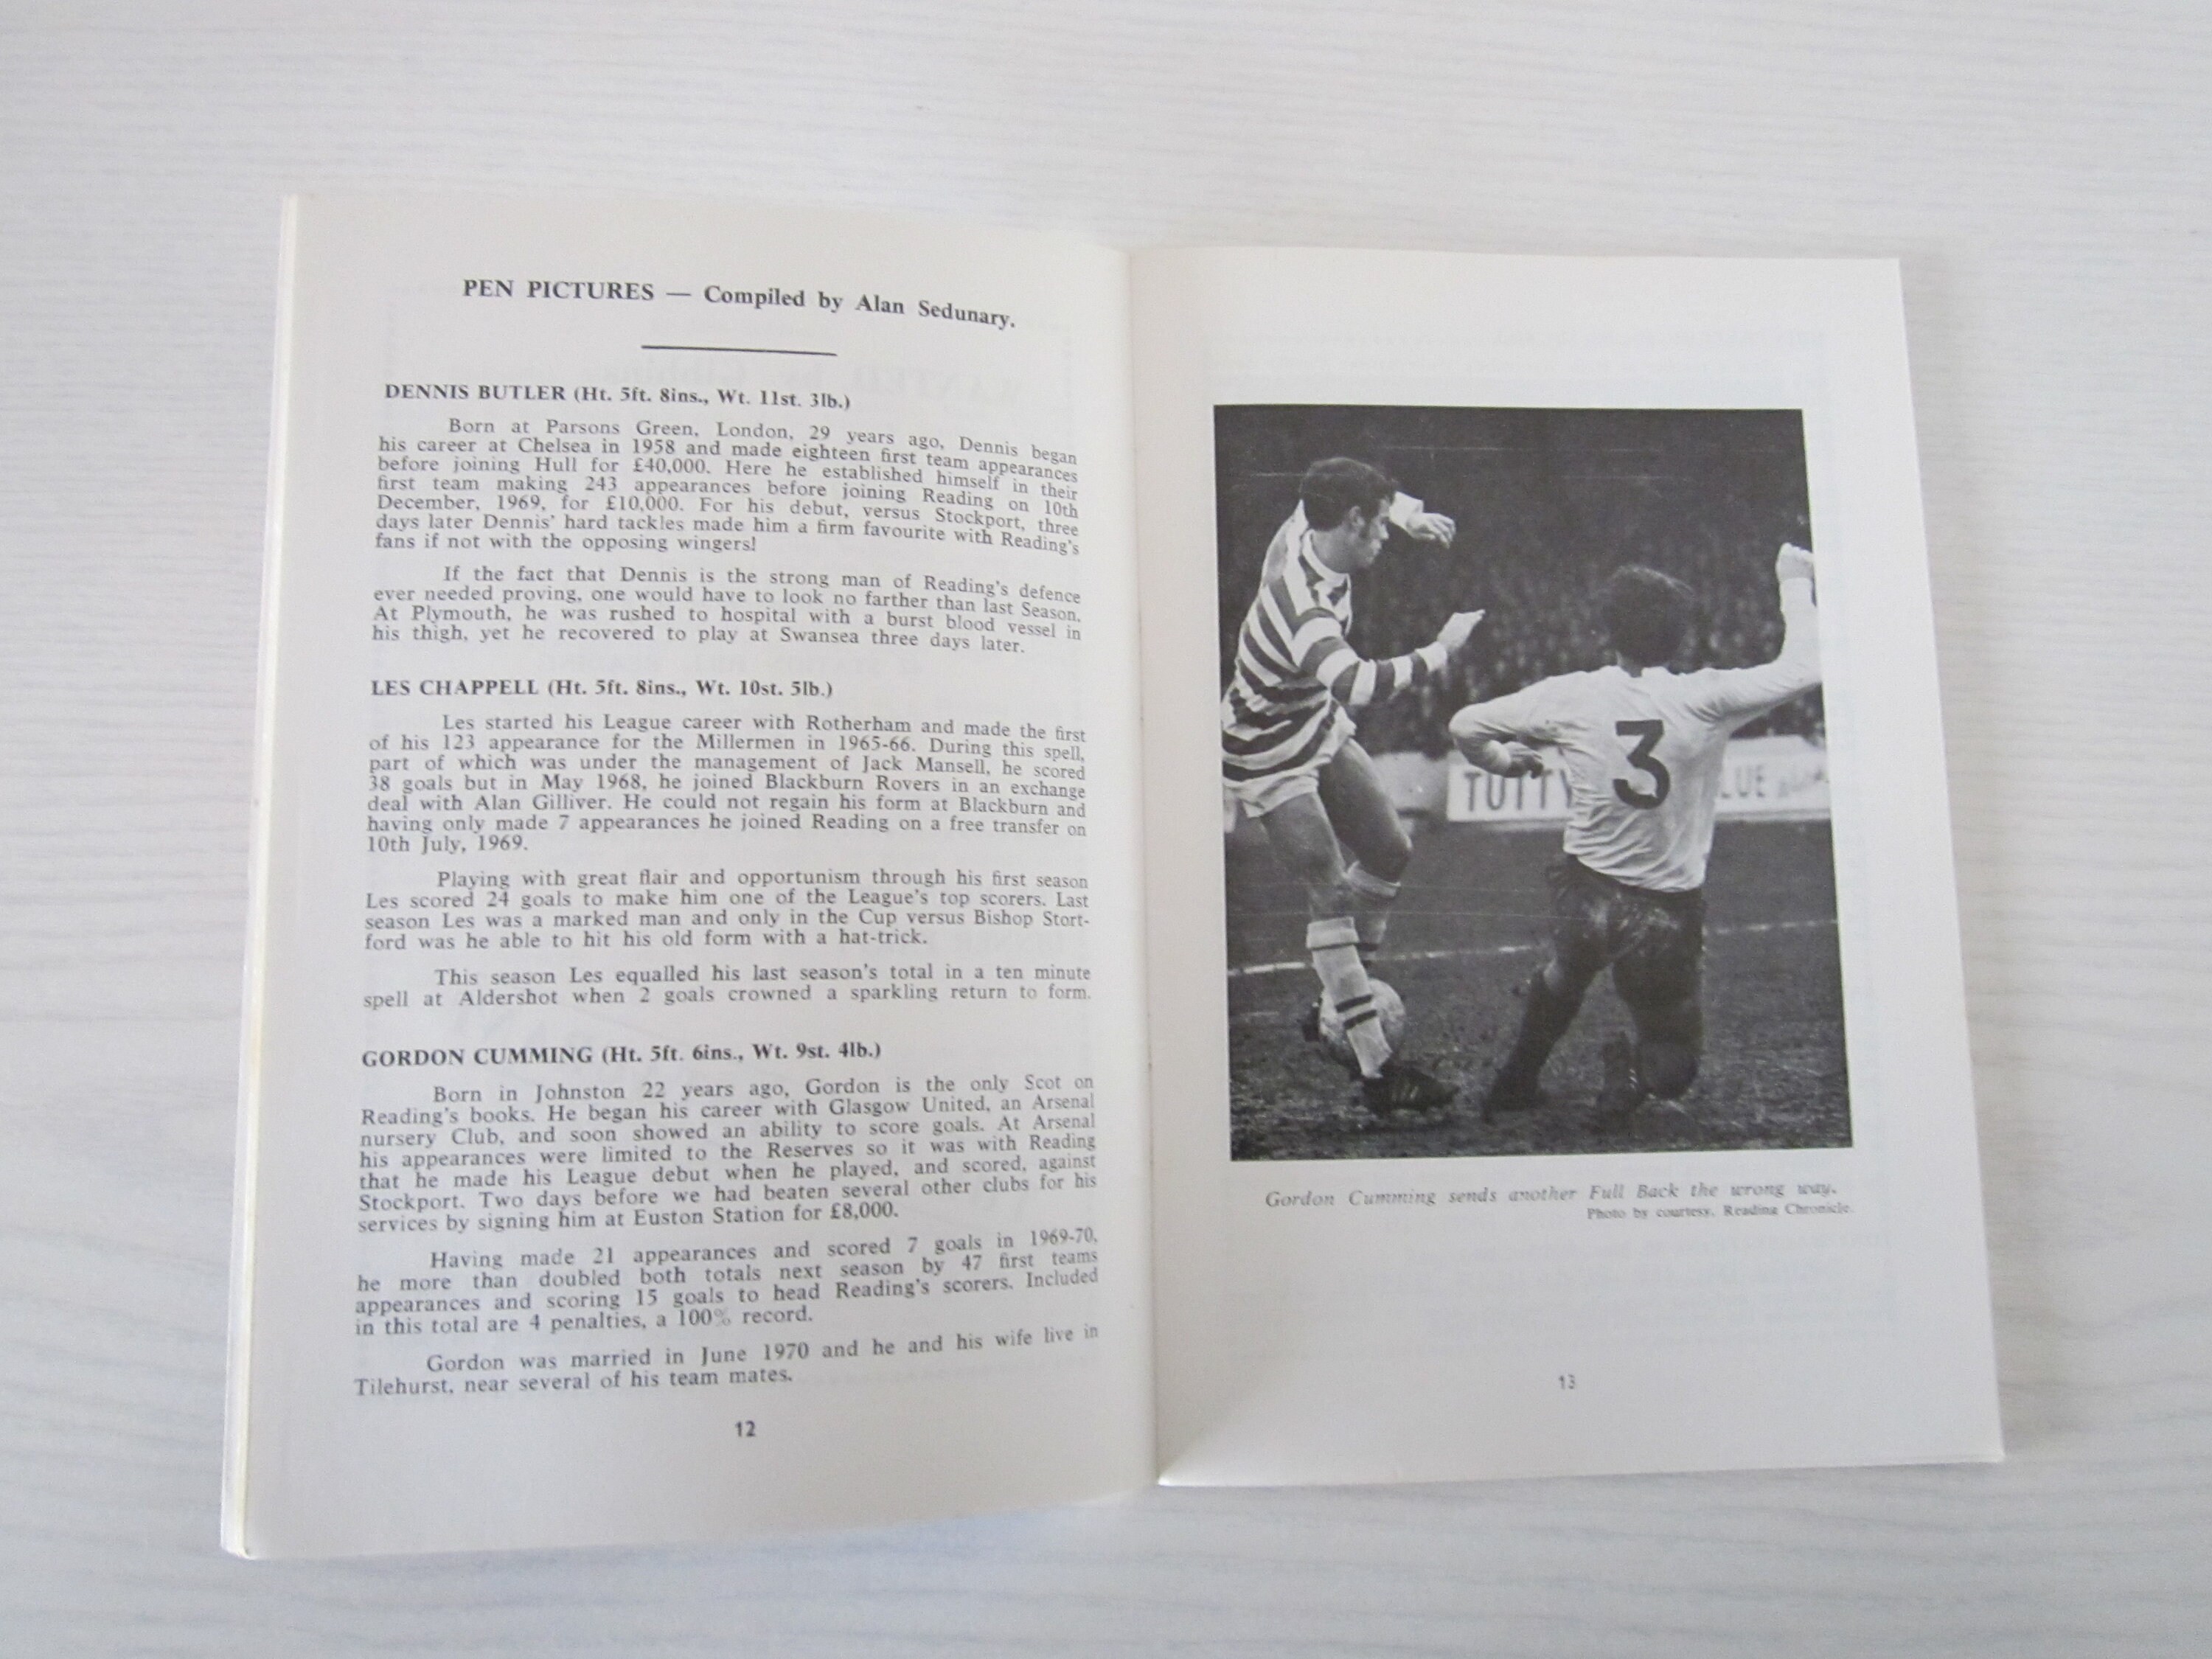 PEN PICTURES — Compiled by Alan Sedunary.
DENNIS BUTLER (Ht. 5ft. 8ins., Wt. 11st. 3lb.)
Born at Parsons Green, London, 29 years ago, Dennis began
his career at Chelsea in 1958 and made eighteen first team appearances
before joining Hull for £40,000. Here he established himself in their
first team making 243 appearances before joining Reading on 10th
December, 1969, for £10,000. For his debut, versus Stockport, three
days later Dennis' hard tackles made him a firm favourite with Reading's
fans if not with the opposing wingers!
If the fact that Dennis is the strong man of Reading's defence
ever needed proving, one would have to look no farther than last Season.
At Plymouth, he was rushed to hospital with a burst blood vessel in
his thigh, yet he recovered to play at Swansea three days later.
LES CHAPPELL (Ht. 5ft. 8ins., Wt. 10st. 5lb.)
Les started his League career with Rotherham and made the first
of his 123 appearance for the Millermen in 1965-66. During this spell,
part of which was under the management of Jack Mansell, he scored
38 goals but in May 1968, he joined Blackburn Rovers in an exchange
deal with Alan Gilliver. He could not regain his form at Blackburn and
having only made 7 appearances he joined Reading on a free transfer on
10th July, 1969.
Playing with great flair and opportunism through his first season
Les scored 24 goals to make him one of the League's top scorers. Last
season Les was a marked man and only in the Cup versus Bishop Stort-
ford was he able to hit his old form with a hat-trick.
This season Les equalled his last season's total in a ten minute
spell at Aldershot when 2 goals crowned a sparkling return to form.
GORDON CUMMING (Ht. 5ft. 6ins., Wt. 9st. 4lb.)
Born in Johnston 22 years ago, Gordon is the only Scot on
Reading's books. He began his career with Glasgow United, an Arsenal
nursery Club, and soon showed an ability to score goals. At Arsenal
his appearances were limited to the Reserves so it was with Reading
that he made his League debut when he played, and scored, against
Stockport. Two days before we had beaten several other clubs for his
services by signing him at Euston Station for £8,000.
Having made 21 appearances and scored 7 goals in 1969-70,
he more than doubled both totals next season by 47 first teams
appearances and scoring 15 goals to head Reading's scorers. Included
in this total are 4 penalties, a 100% record.
Gordon was married in June 1970 and he and his wife live in
Tilehurst, near several of his team mates.
12
3
TUTTY
LUE
Gordon Cumming sends another Full Back the wrong way.
Photo by courtesy, Reading Chronicle.
13